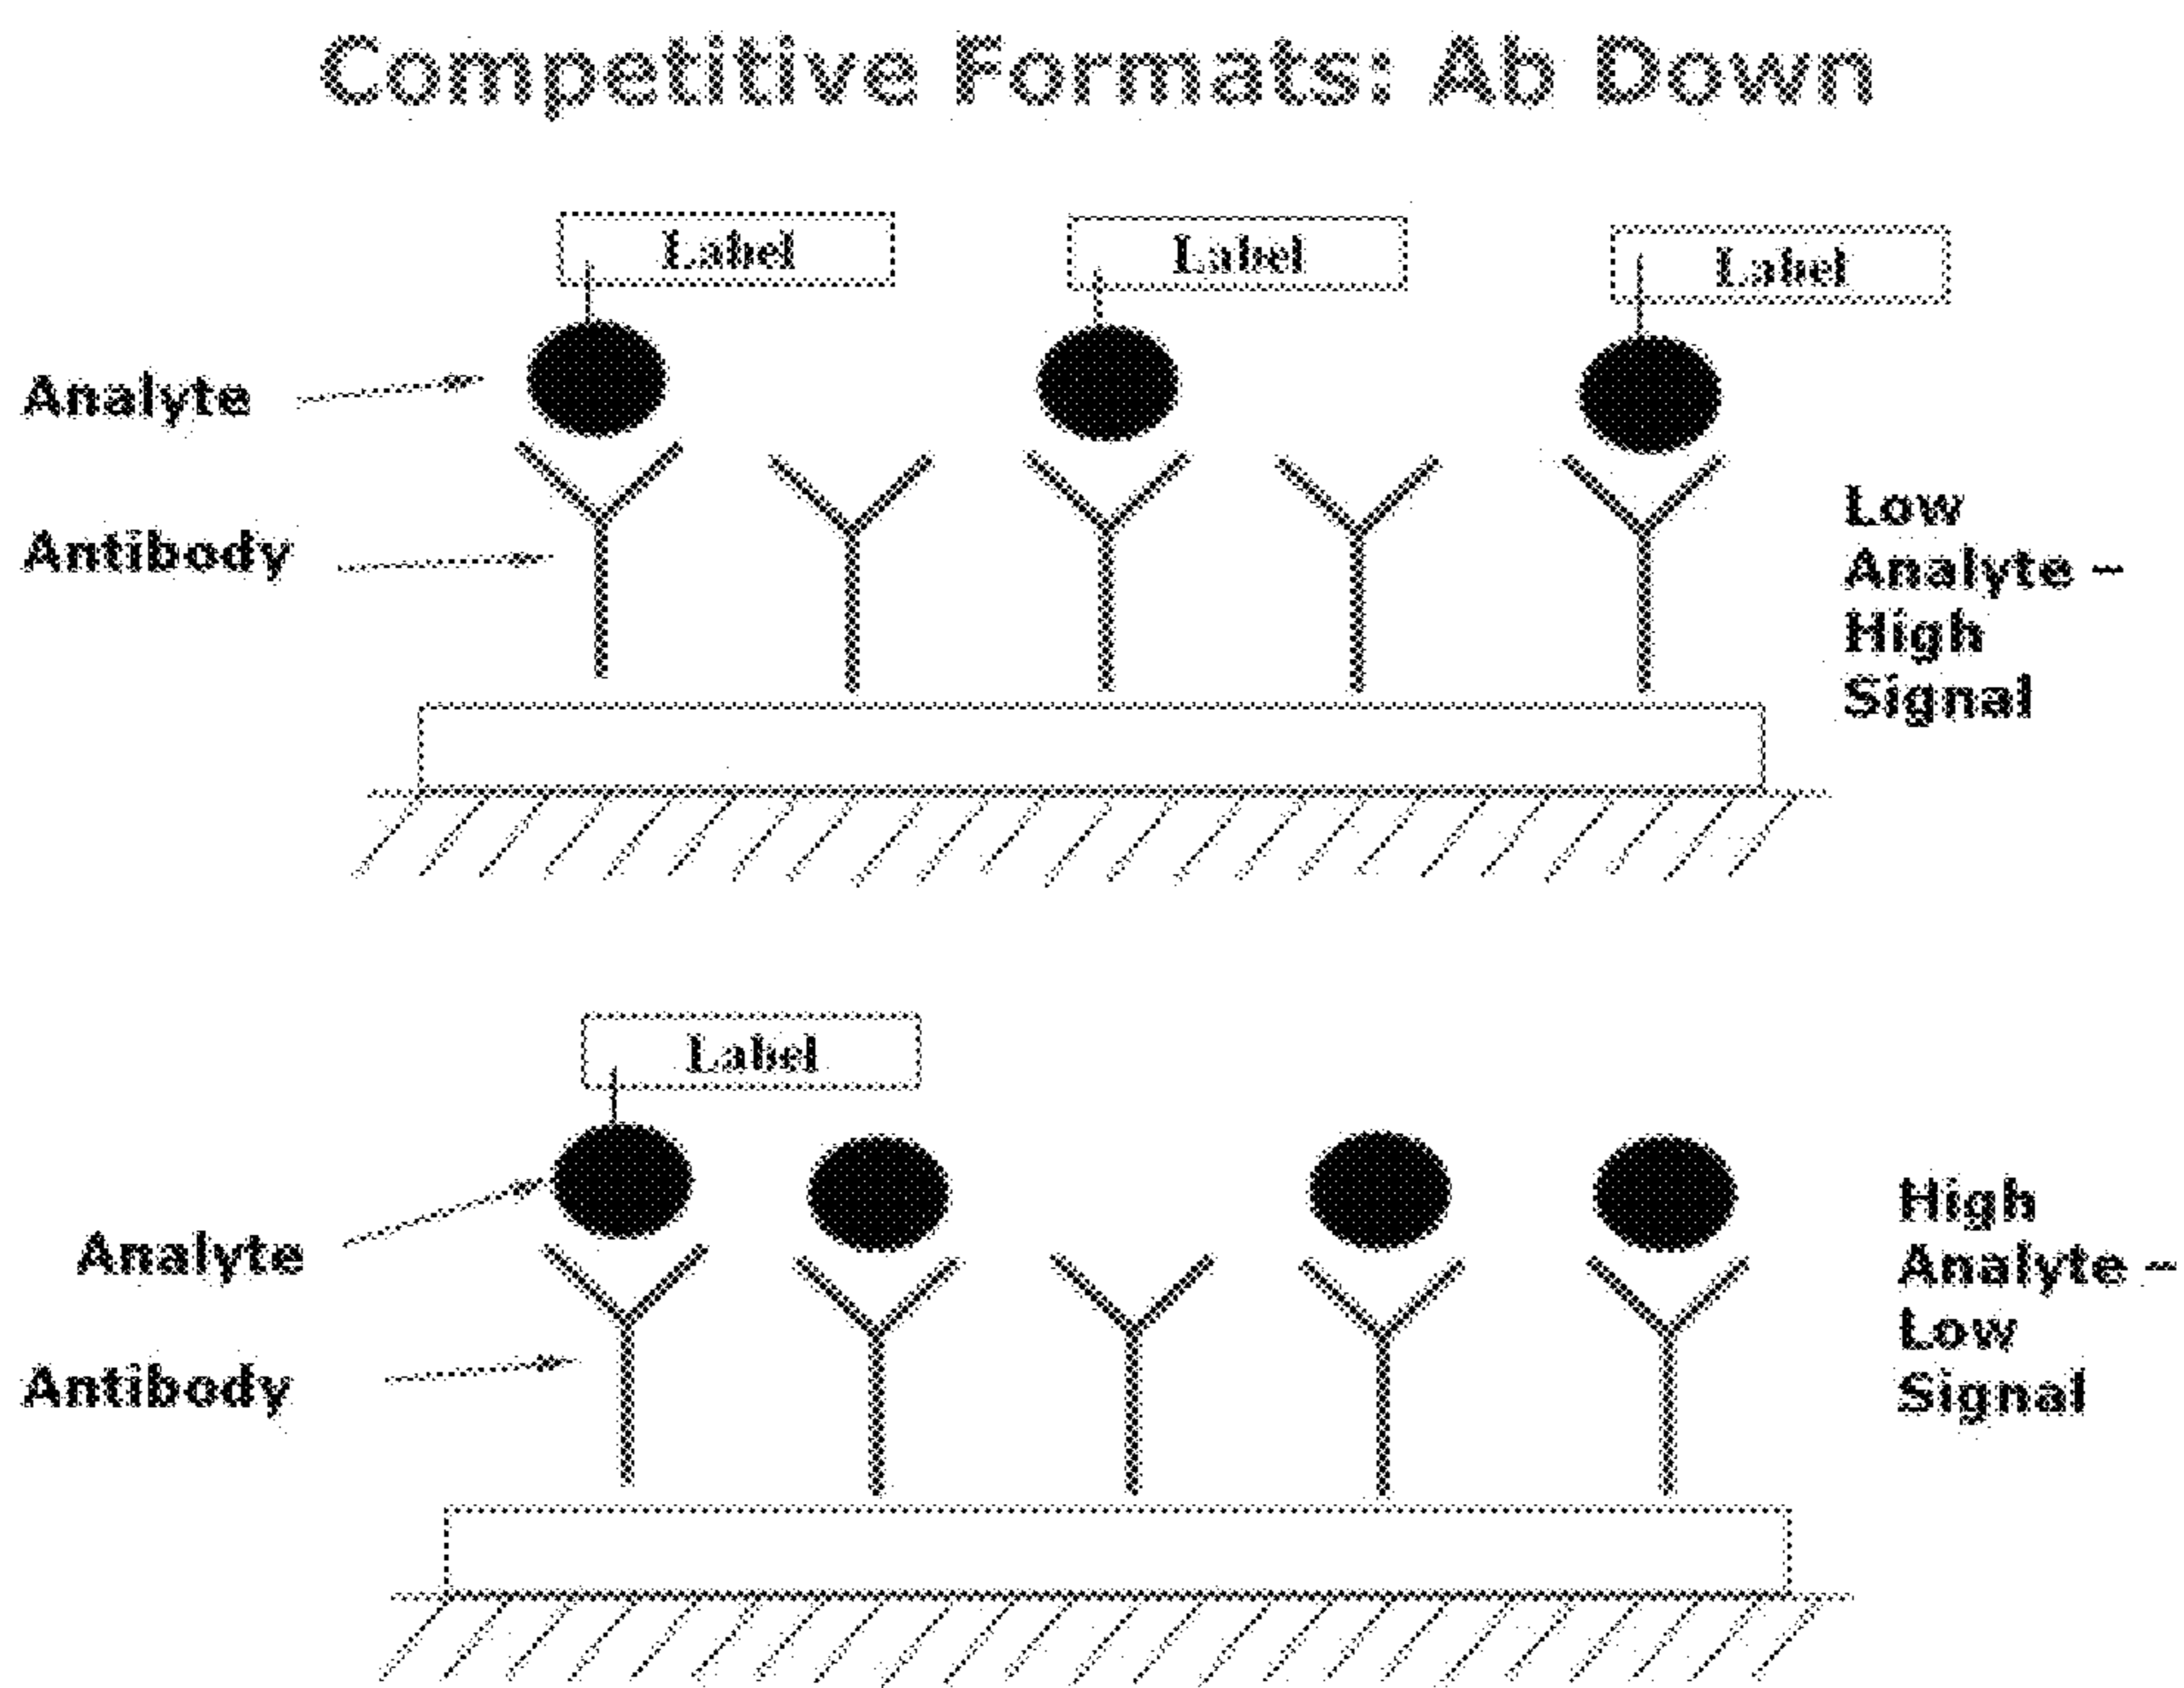 Competitive Formats: Ab Down
Label
Label
Label
Analyte
Antibody
Low
Analyte –
High
Signal
Label
Analyte
Antibody
High
Analyte –
Low
Signal